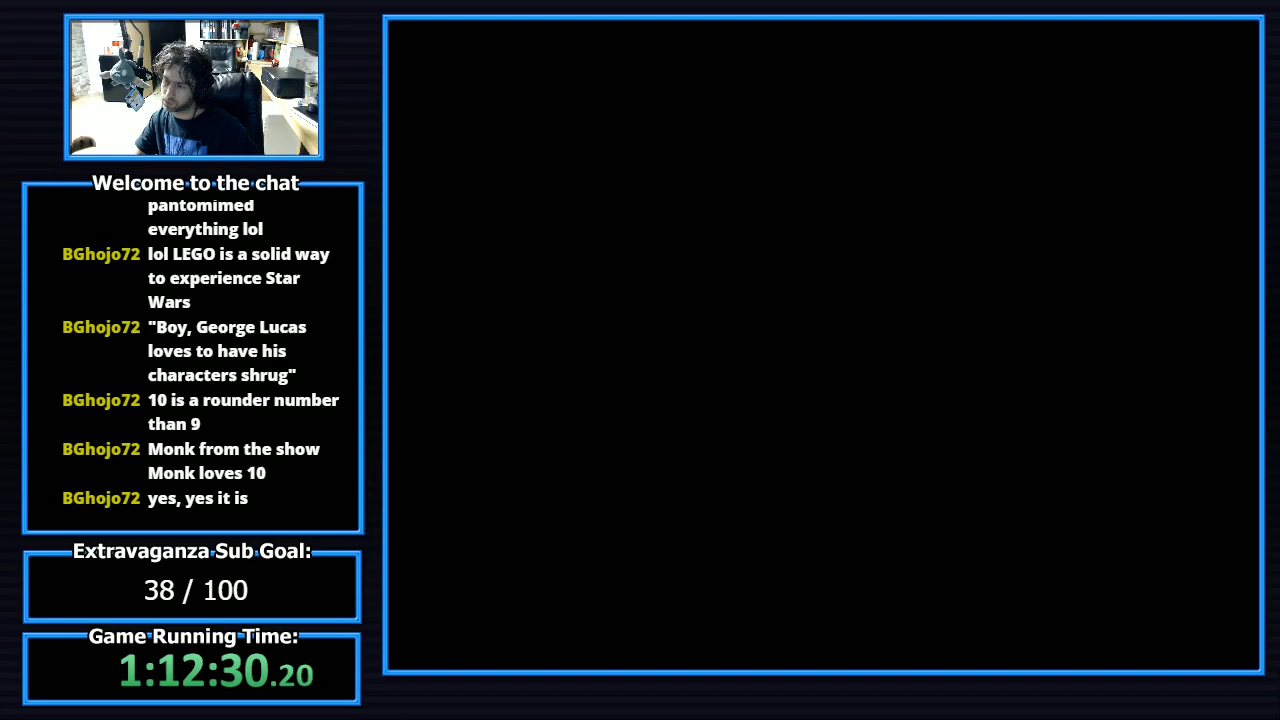 Welcome to the chat
pantomimed
everything lol
BGhojo72 lol LEGO is a solid way
to experience Star
Wars
BGhojo72 "Boy, George Lucas
loves to have his
characters shrug"
BGhojo72 10 is a rounder number
than 9
BGhojo72 Monk from the show
Monk loves 10
BGhojo72 yes, yes it is
Extravaganza Sub Goal:
38 / 100
Game Running Time:
1:12:30.20